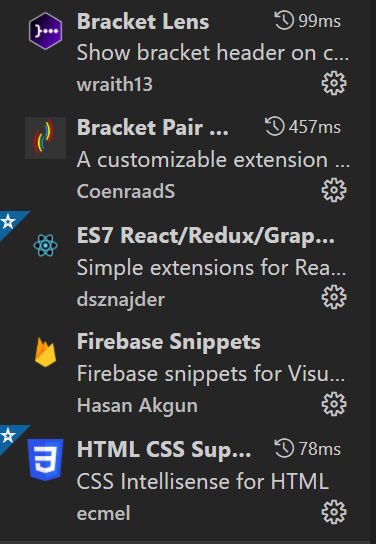 Bracket Lens 99ms
Show bracket header on c...
wraith13
Bracket Pair ... 457ms
A customizable extension ...
CoenraadS
ES7 React/Redux/Grap...
Simple extensions for Rea...
dsznajder
Firebase Snippets
Firebase snippets for Visu...
Hasan Akgun
HTML CSS Sup... 78ms
CSS Intellisense for HTML
ecmel